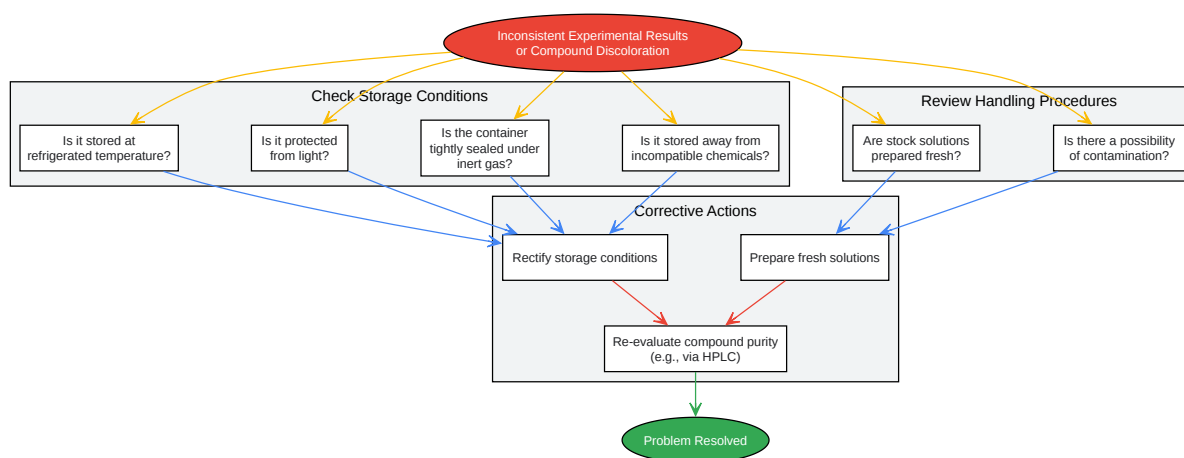 Inconsistent Experimental Results
or Compound Discoloration
Check Storage Conditions
Is it stored at
refrigerated temperature?
Is it protected
from light?
Is the container
tightly sealed under
inert gas?
Is it stored away from
incompatible chemicals?
Review Handling Procedures
Are stock solutions
prepared fresh?
Is there a possibility
of contamination?
Corrective Actions
Rectify storage conditions
Prepare fresh solutions
Re-evaluate compound purity
(e.g., via HPLC)
Problem Resolved